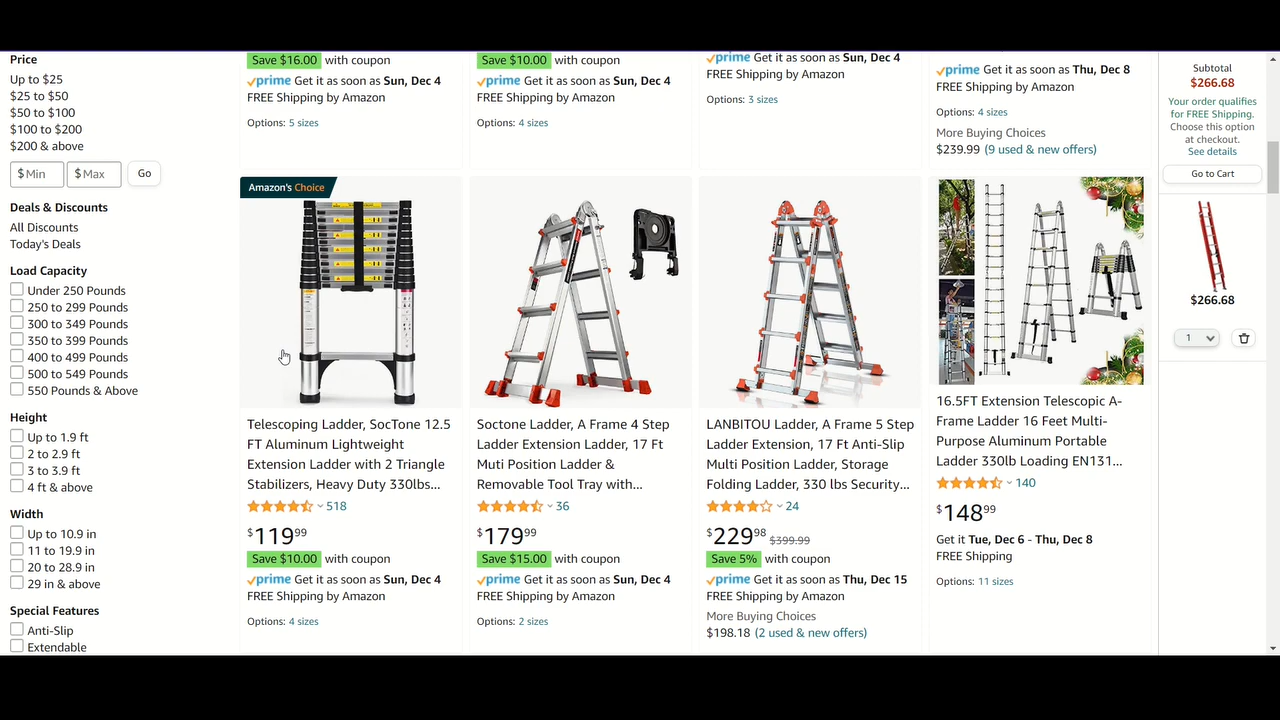 Price
Up to $25
$25 to $50
$50 to $100
$100 to $200
$200 & above
$ Min
$ Max
Go
Deals & Discounts
All Discounts
Today's Deals
Load Capacity
Under 250 Pounds
250 to 299 Pounds
300 to 349 Pounds
350 to 399 Pounds
400 to 499 Pounds
500 to 549 Pounds
550 Pounds & Above
Height
Up to 1.9 ft
2 to 2.9 ft
3 to 3.9 ft
4 ft & above
Width
Up to 10.9 in
11 to 19.9 in
20 to 28.9 in
29 in & above
Special Features
Anti-Slip
Extendable
Save $16.00 with coupon
prime Get it as soon as Sun, Dec 4
FREE Shipping by Amazon
Options: 5 sizes
Save $10.00 with coupon
prime Get it as soon as Sun, Dec 4
FREE Shipping by Amazon
Options: 4 sizes
prime Get it as soon as Sun, Dec 4
FREE Shipping by Amazon
Options: 3 sizes
prime Get it as soon as Thu, Dec 8
FREE Shipping by Amazon
Options: 4 sizes
More Buying Choices
$239.99 (9 used & new offers)
Amazon's Choice
Telescoping Ladder, SocTone 12.5
FT Aluminum Lightweight
Extension Ladder with 2 Triangle
Stabilizers, Heavy Duty 330lbs...
518
$119.99
Save $10.00 with coupon
prime Get it as soon as Sun, Dec 4
FREE Shipping by Amazon
Options: 4 sizes
Soctone Ladder, A Frame 4 Step
Ladder Extension Ladder, 17 Ft
Muti Position Ladder &
Removable Tool Tray with...
36
$179.99
Save $15.00 with coupon
prime Get it as soon as Sun, Dec 4
FREE Shipping by Amazon
Options: 2 sizes
LANBITOU Ladder, A Frame 5 Step
Ladder Extension, 17 Ft Anti-Slip
Multi Position Ladder, Storage
Folding Ladder, 330 lbs Security...
24
$229.98 $399.99
Save 5% with coupon
prime Get it as soon as Thu, Dec 15
FREE Shipping by Amazon
More Buying Choices
$198.18 (2 used & new offers)
16.5FT Extension Telescopic A-
Frame Ladder 16 Feet Multi-
Purpose Aluminum Portable
Ladder 330lb Loading EN131...
140
$148.99
Get it Tue, Dec 6 - Thu, Dec 8
FREE Shipping
Options: 11 sizes
Subtotal
$266.68
Your order qualifies
for FREE Shipping.
Choose this option
at checkout.
See details
Go to Cart
$266.68
1